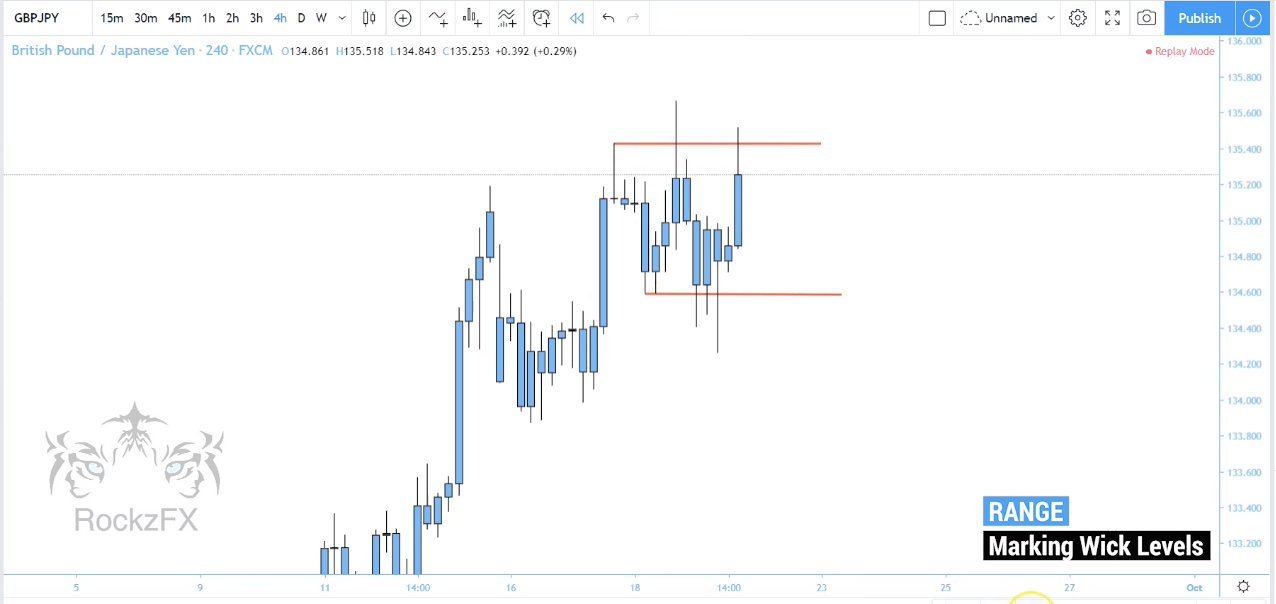 GBPJPY 15m 30m 45m 1h 2h 3h 4h D W Unnamed Publish
British Pound / Japanese Yen · 240 · FXCM O134.861 H135.518 L134.843 C135.253 +0.392 (+0.29%)
Replay Mode
136.000
135.800
135.600
135.400
135.200
135.000
134.800
134.600
134.400
134.200
134.000
133.800
133.600
133.400
133.200
RockzFX
RANGE
Marking Wick Levels
5 9 11 14:00 16 18 14:00 23 25 27 Oct